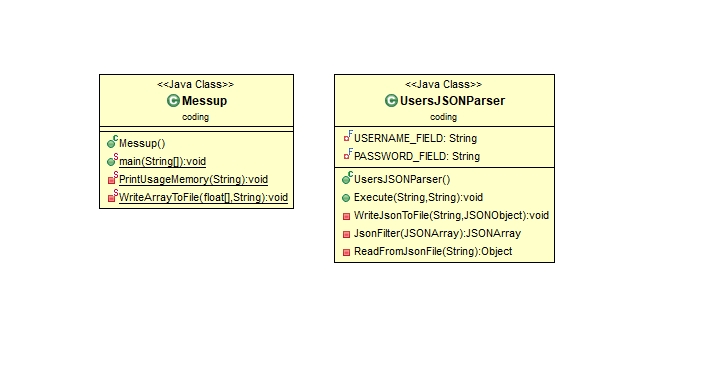 <<Java Class>>
Messup
coding
Messup()
main(String[]):void
PrintUsageMemory(String):void
WriteArrayToFile(float[],String):void
<<Java Class>>
UsersJSONParser
coding
USERNAME_FIELD: String
PASSWORD_FIELD: String
UsersJSONParser()
Execute(String,String):void
WriteJsonToFile(String,JSONObject):void
JsonFilter(JSONArray):JSONArray
ReadFromJsonFile(String):Object